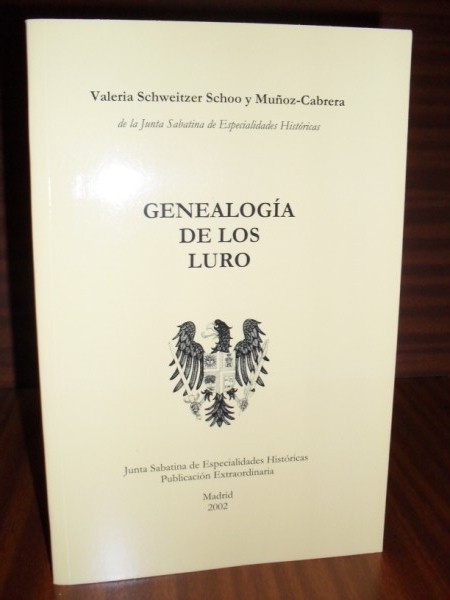 Valeria Schweitzer Schoo y Muñoz-Cabrera
de la Junta Sabatina de Especialidades Históricas
GENEALOGÍA
DE LOS
LURO
Junta Sabatina de Especialidades Históricas
Publicación Extraordinaria
Madrid
2002